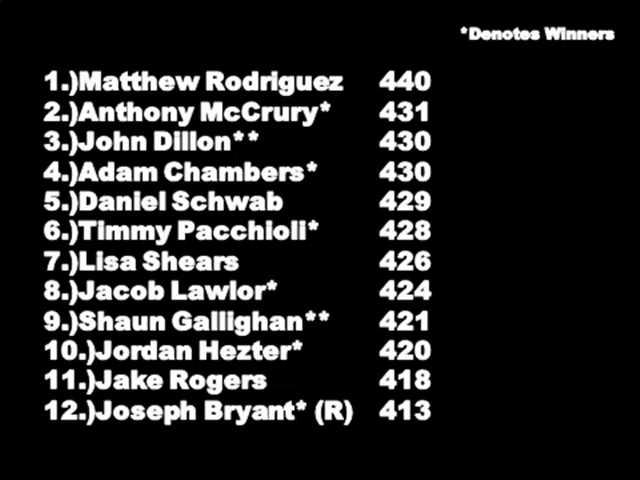 *Denotes Winners
1.)Matthew Rodriguez 440
2.)Anthony McCrury* 431
3.)John Dillon** 430
4.)Adam Chambers* 430
5.)Daniel Schwab 429
6.)Timmy Pacchioli* 428
7.)Lisa Shears 426
8.)Jacob Lawlor* 424
9.)Shaun Gallighan** 421
10.)Jordan Hezter* 420
11.)Jake Rogers 418
12.)Joseph Bryant* (R) 413